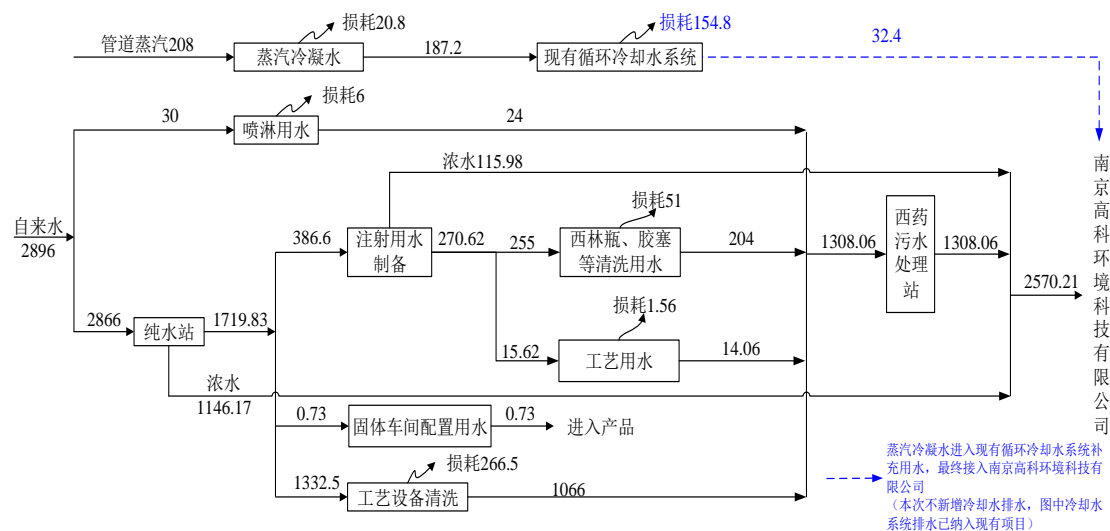 损耗20.8
损耗154.8
管道蒸汽208
蒸汽冷凝水
187.2
现有循环冷却水系统
32.4
损耗6
30
喷淋用水
24
浓水115.98
损耗51
自来水
2896
386.6
注射用水
制备
270.62
255
西林瓶、胶塞
等清洗用水
204
1308.06
西药
污水
处理
站
1308.06
2570.21
南京高科环境科技有限公司
2866
纯水站
1719.83
损耗1.56
15.62
工艺用水
14.06
浓水
1146.17
0.73
固体车间配置用水
0.73
进入产品
损耗266.5
1332.5
工艺设备清洗
1066
蒸汽冷凝水进入现有循环冷却水系统补
充用水，最终接入南京高科环境科技有
限公司
（本次不新增冷却水排水，图中冷却水
系统排水已纳入现有项目）